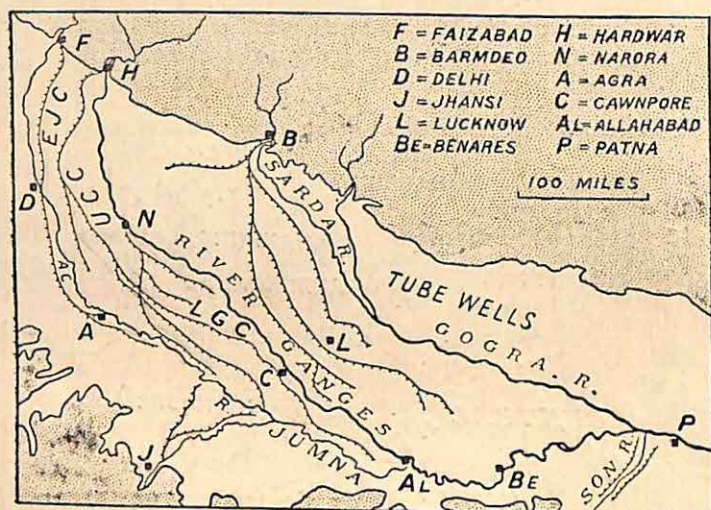 F = FAIZABAD H = HARDWAR
B = BARMDEO N = NARORA
D = DELHI A = AGRA
J = JHANSI C = CAWNPORE
L = LUCKNOW AL = ALLAHABAD
BE = BENARES P = PATNA
100 MILES
F
H
EJC
B
UGC
SARDA R.
D
N
RIVER GANGES
TUBE WELLS
AC
LGC
GOGRA. R.
A
L
C
R. JUMNA
P
J
AL
BE
SON R.